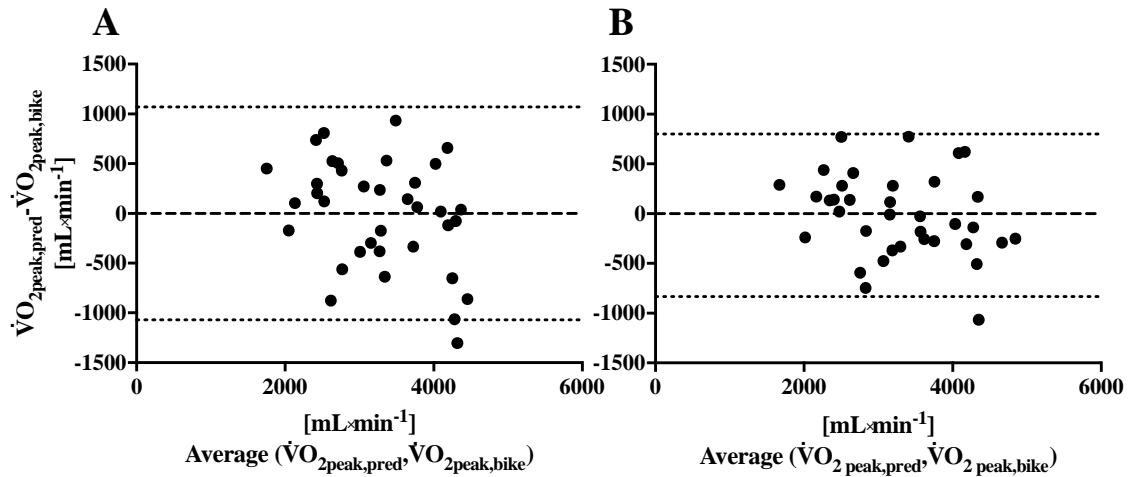 A
V̇O2peak,pred-V̇O2peak,bike
[mL×min-1]
1500
1000
500
0
-500
-1000
-1500
0
2000
4000
6000
[mL×min-1]
Average (V̇O2peak,pred,V̇O2peak,bike)
B
1500
1000
500
0
-500
-1000
-1500
0
2000
4000
6000
[mL×min-1]
Average (V̇O2 peak,pred,V̇O2 peak,bike)